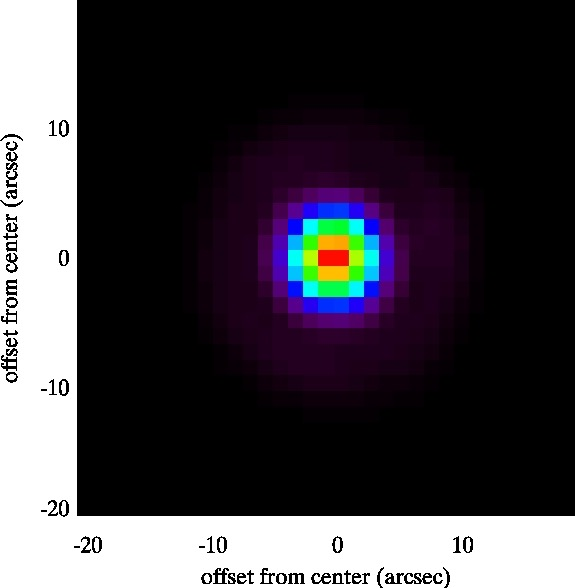 10
0
-10
-20
offset from center (arcsec)
-20 -10 0 10
offset from center (arcsec)